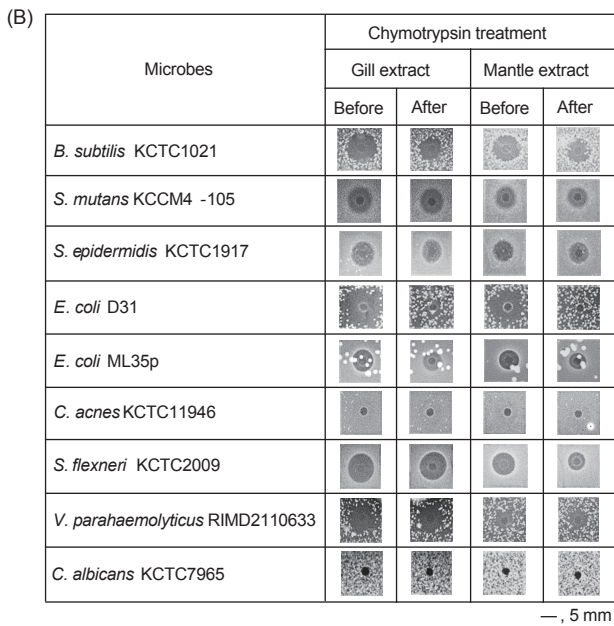 (B)
Microbes
Chymotrypsin treatment
Gill extract Mantle extract
Before After Before After
B. subtilis KCTC1021
S. mutans KCCM4 -105
S. epidermidis KCTC1917
E. coli D31
E. coli ML35p
C. acnes KCTC11946
S. flexneri KCTC2009
V. parahaemolyticus RIMD2110633
C. albicans KCTC7965
—, 5 mm